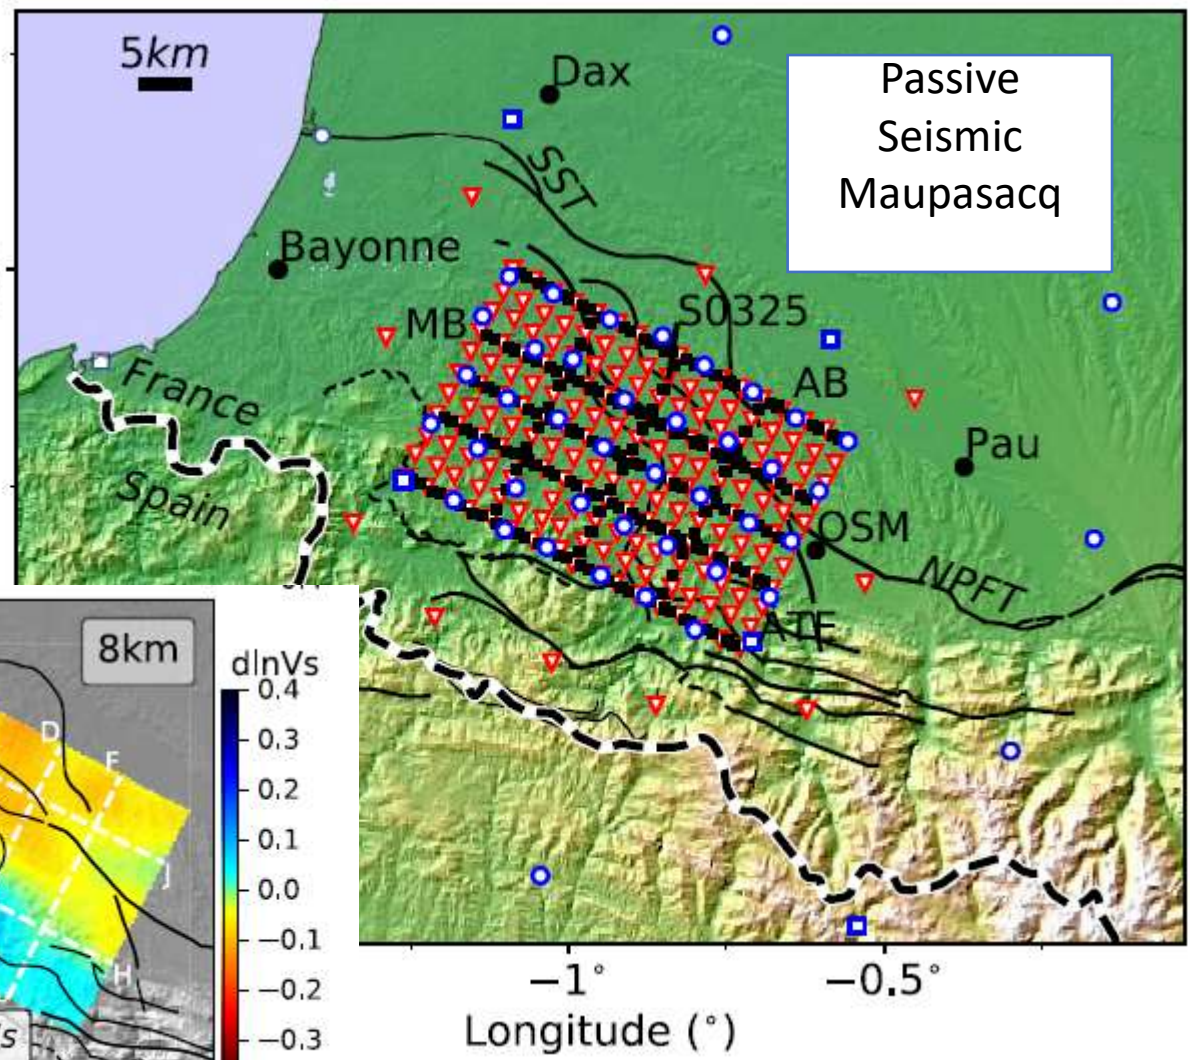 5km
Dax
Passive
Seismic
Maupasacq
SST
Bayonne
MB
S0325
France
AB
Pau
Spain
OSM
NPFT
ATF
8km
dlnVs
0.4
D
F
0.3
0.2
0.1
J
0.0
−0.1
H
−0.2
−0.3
−1°
−0.5°
Longitude (°)